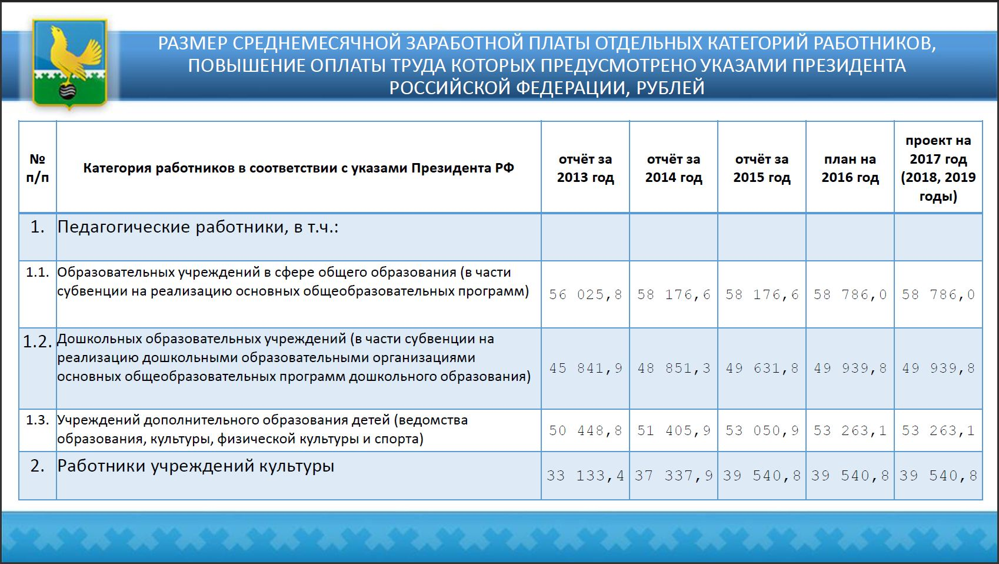 РАЗМЕР СРЕДНЕМЕСЯЧНОЙ ЗАРАБОТНОЙ ПЛАТЫ ОТДЕЛЬНЫХ КАТЕГОРИЙ РАБОТНИКОВ,
ПОВЫШЕНИЕ ОПЛАТЫ ТРУДА КОТОРЫХ ПРЕДУСМОТРЕНО УКАЗАМИ ПРЕЗИДЕНТА
РОССИЙСКОЙ ФЕДЕРАЦИИ, РУБЛЕЙ
№
п/п
Категория работников в соответствии с указами Президента РФ
отчёт за
2013 год
отчёт за
2014 год
отчёт за
2015 год
план на
2016 год
проект на
2017 год
(2018, 2019
годы)
1. Педагогические работники, в т.ч.:
1.1. Образовательных учреждений в сфере общего образования (в части
субвенции на реализацию основных общеобразовательных программ)
56 025,8 58 176,6 58 176,6 58 786,0 58 786,0
1.2. Дошкольных образовательных учреждений (в части субвенции на
реализацию дошкольными образовательными организациями
основных общеобразовательных программ дошкольного образования)
45 841,9 48 851,3 49 631,8 49 939,8 49 939,8
1.3. Учреждений дополнительного образования детей (ведомства
образования, культуры, физической культуры и спорта)
50 448,8 51 405,9 53 050,9 53 263,1 53 263,1
2. Работники учреждений культуры
33 133,4 37 337,9 39 540,8 39 540,8 39 540,8